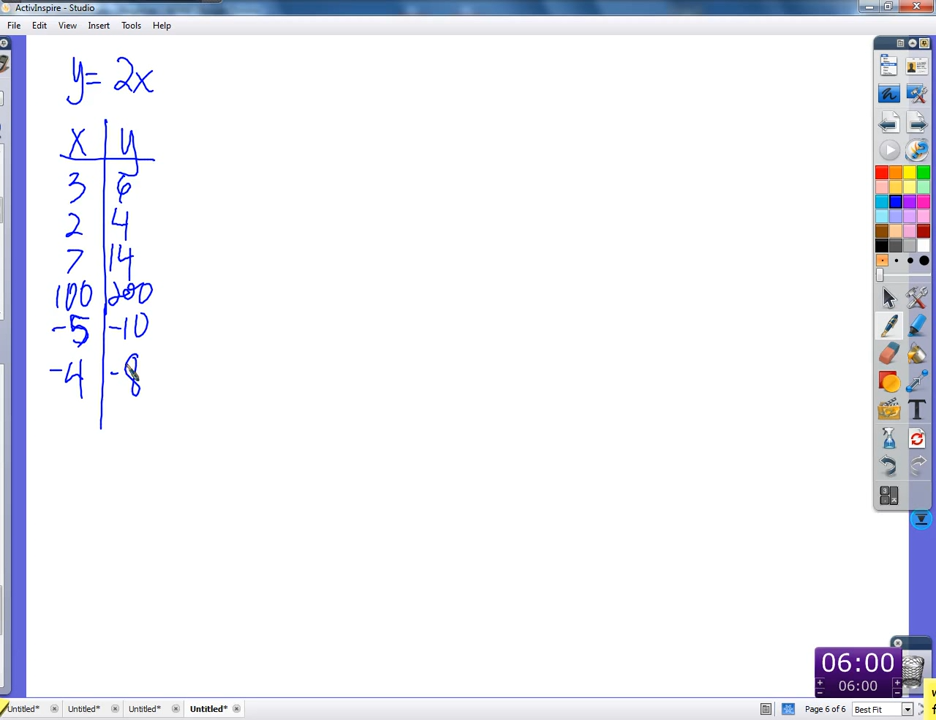 ActivInspire - Studio
File Edit View Insert Tools Help
y= 2x
x y
3 6
2 4
7 14
100 200
-5 -10
-4 -8
T
06:00
06:00
Untitled* Untitled* Untitled* Untitled* Page 6 of 6 Best Fit